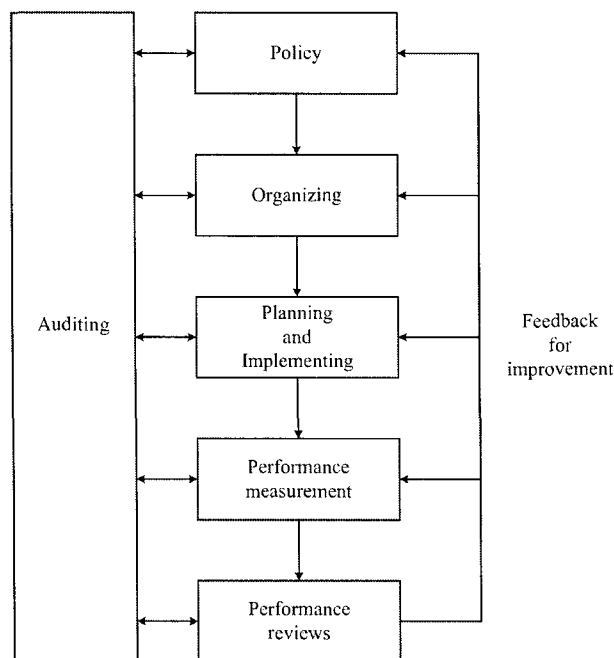 Policy
Organizing
Auditing
Planning
and
Implementing
Feedback
for
improvement
Performance
measurement
Performance
reviews